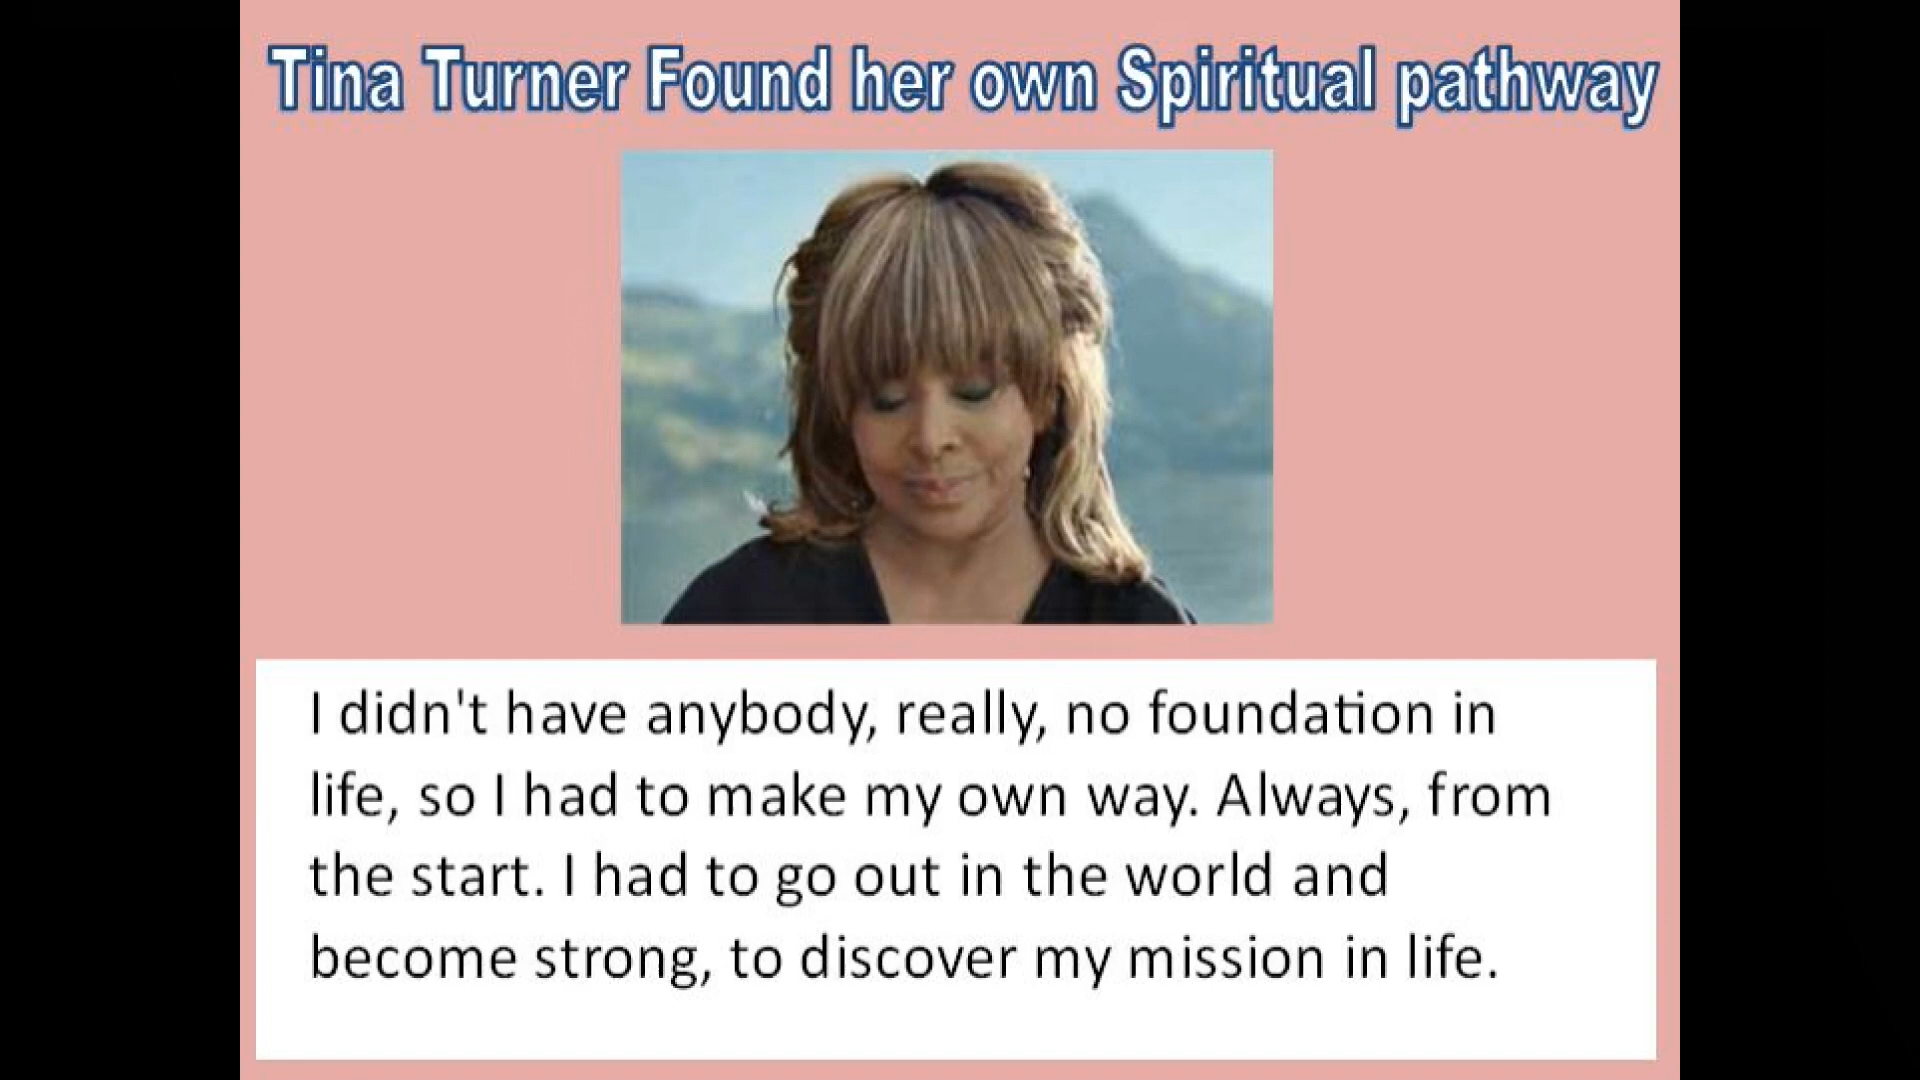 Tina Turner Found her own Spiritual pathway
I didn't have anybody, really, no foundation in
life, so I had to make my own way. Always, from
the start. I had to go out in the world and
become strong, to discover my mission in life.